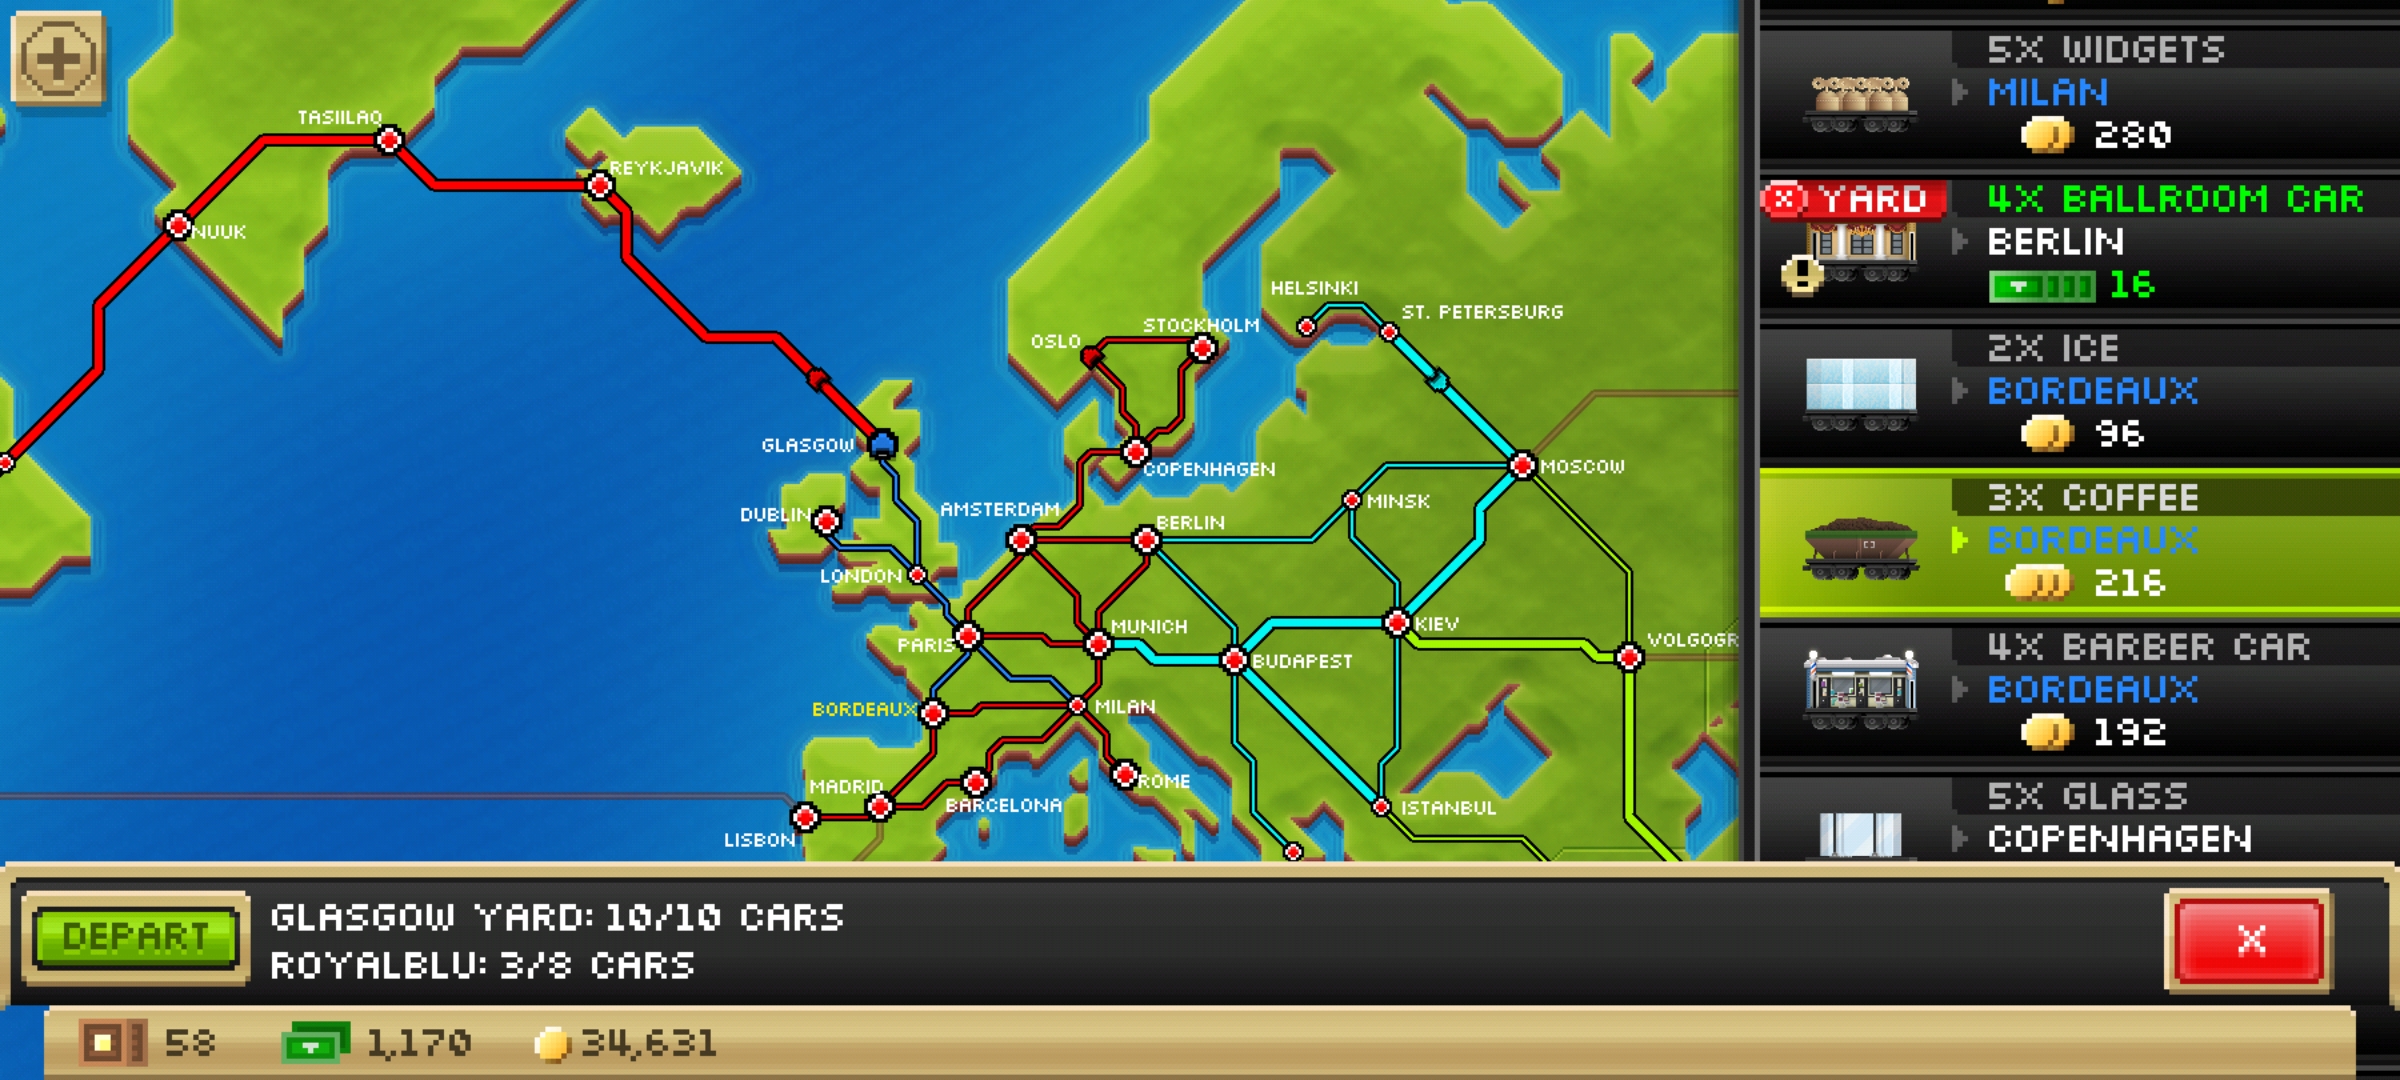 TASIILAQ
REYKJAVIK
NUUK
HELSINKI
ST. PETERSBURG
OSLO
STOCKHOLM
GLASGOW
COPENHAGEN
MOSCOW
MINSK
DUBLIN
AMSTERDAM
BERLIN
LONDON
PARIS
MUNICH
KIEV
BUDAPEST
VOLGOGR
BORDEAUX
MILAN
MADRID
BARCELONA
ROME
ISTANBUL
LISBON
5X WIDGETS
MILAN
280
YARD
4X BALLROOM CAR
BERLIN
16
2X ICE
BORDEAUX
96
3X COFFEE
BORDEAUX
216
4X BARBER CAR
BORDEAUX
192
5X GLASS
COPENHAGEN
DEPART
GLASGOW YARD: 10/10 CARS
ROYALBLU: 3/8 CARS
X
58
1,170
34,631